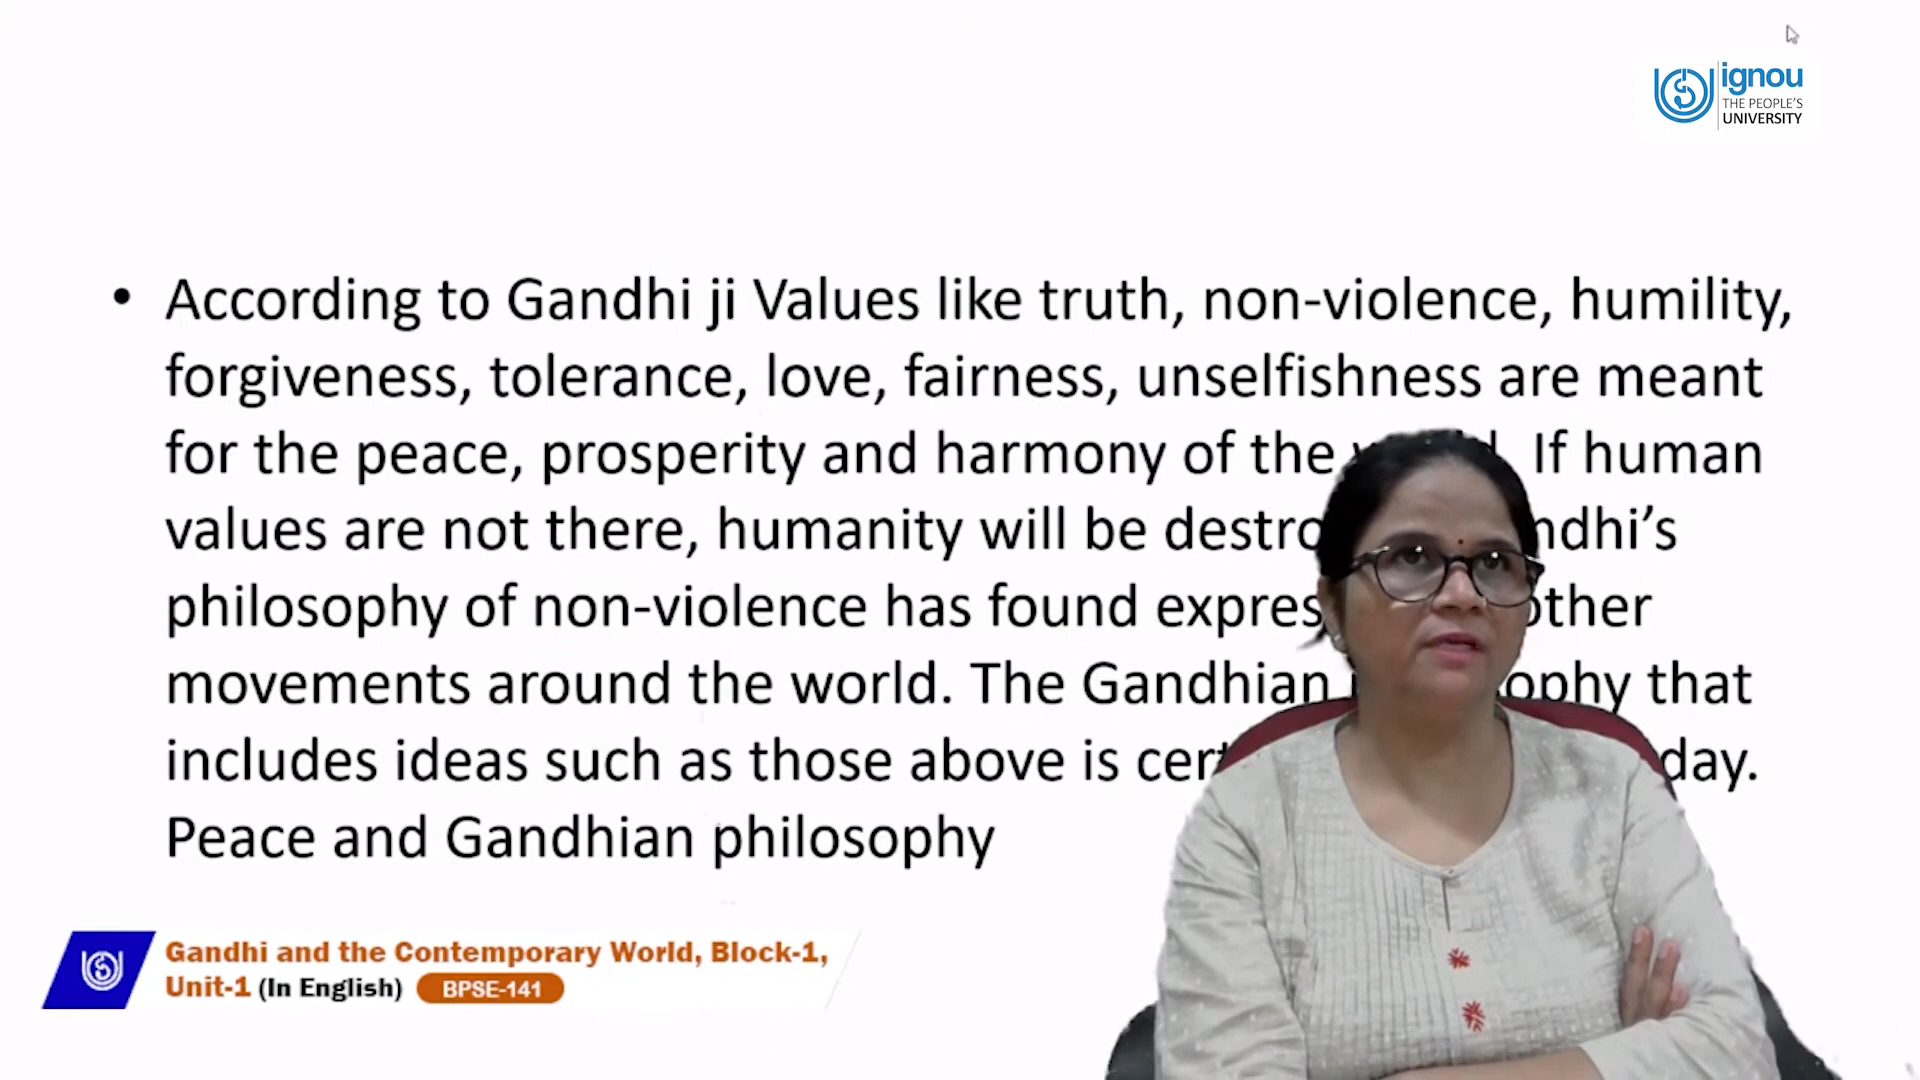 ignou
THE PEOPLE'S
UNIVERSITY
• According to Gandhi ji Values like truth, non-violence, humility,
forgiveness, tolerance, love, fairness, unselfishness are meant
for the peace, prosperity and harmony of the If human
values are not there, humanity will be
philosophy of non-violence has found other
movements around the world. The Gandhian that
includes ideas such as those above is
Peace and Gandhian philosophy
Gandhi and the Contemporary World, Block-1,
Unit-1 (In English) BPSE-141